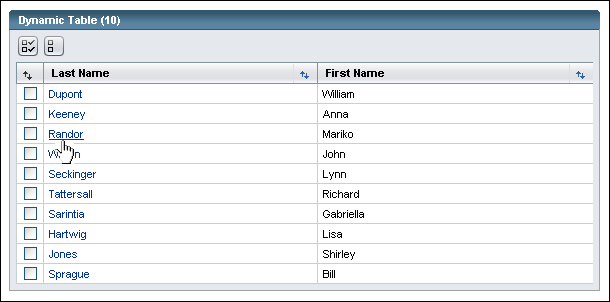 Dynamic Table (10)
Last Name First Name
Dupont William
Keeney Anna
Randor Mariko
John
Seckinger Lynn
Tattersall Richard
Sarintia Gabriella
Hartwig Lisa
Jones Shirley
Sprague Bill